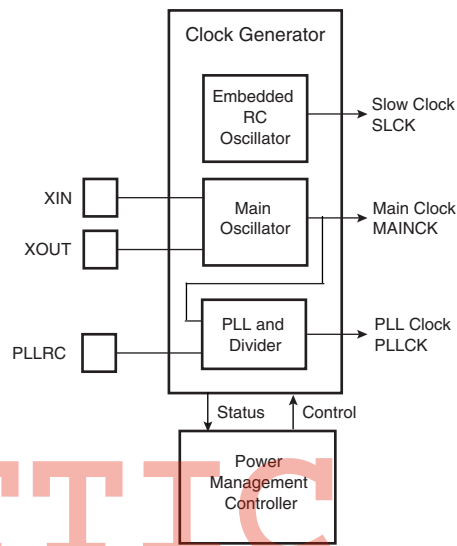 Clock Generator
Embedded
RC
Oscillator
Slow Clock
SLCK
XIN
XOUT
Main
Oscillator
Main Clock
MAINCK
PLLRC
PLL and
Divider
PLL Clock
PLLCK
Status
Control
Power
Management
Controller
TTIC